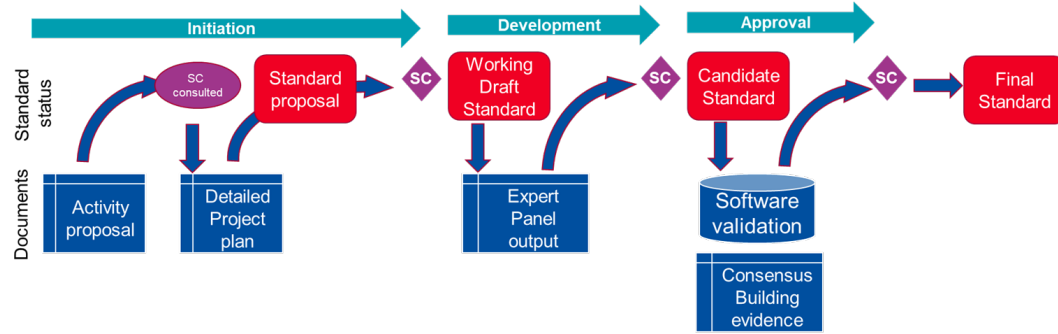 Initiation
Development
Approval
Standard
status
SC
consulted
Standard
proposal
SC
Working
Draft
Standard
SC
Candidate
Standard
SC
Final
Standard
Documents
Activity
proposal
Detailed
Project
plan
Expert
Panel
output
Software
validation
Consensus
Building
evidence